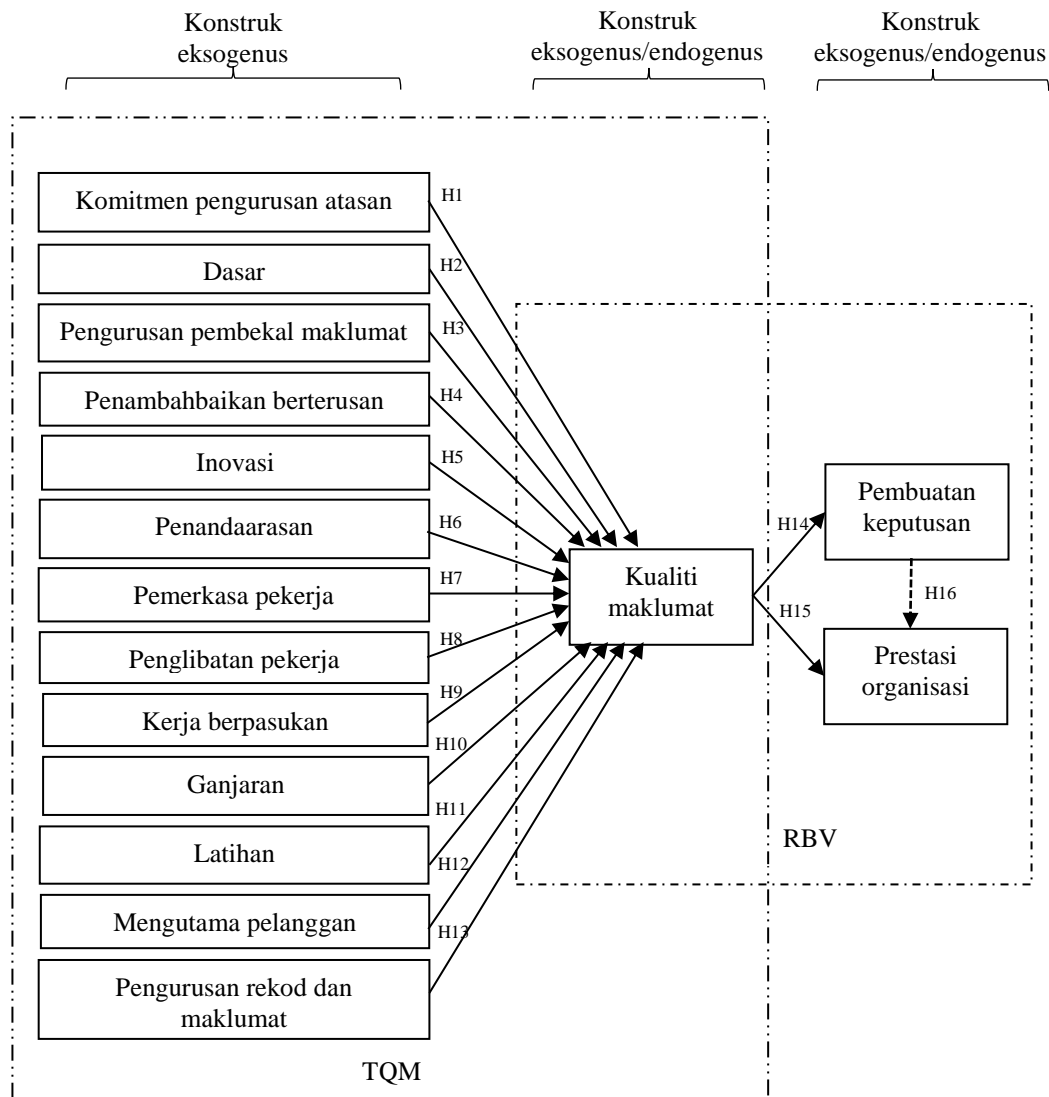 Konstruk
eksogenus
Konstruk
eksogenus/endogenus
Konstruk
eksogenus/endogenus
Komitmen pengurusan atasan
H1
Dasar
H2
Pengurusan pembekal maklumat
H3
Penambahbaikan berterusan
H4
Inovasi
H5
Penandaarasan
H6
Pemerkasa pekerja
H7
Penglibatan pekerja
H8
Kerja berpasukan
H9
Ganjaran
H10
Latihan
H11
Mengutama pelanggan
H12
Pengurusan rekod dan
maklumat
H13
Kualiti
maklumat
H14
H15
Pembuatan
keputusan
H16
Prestasi
organisasi
RBV
TQM